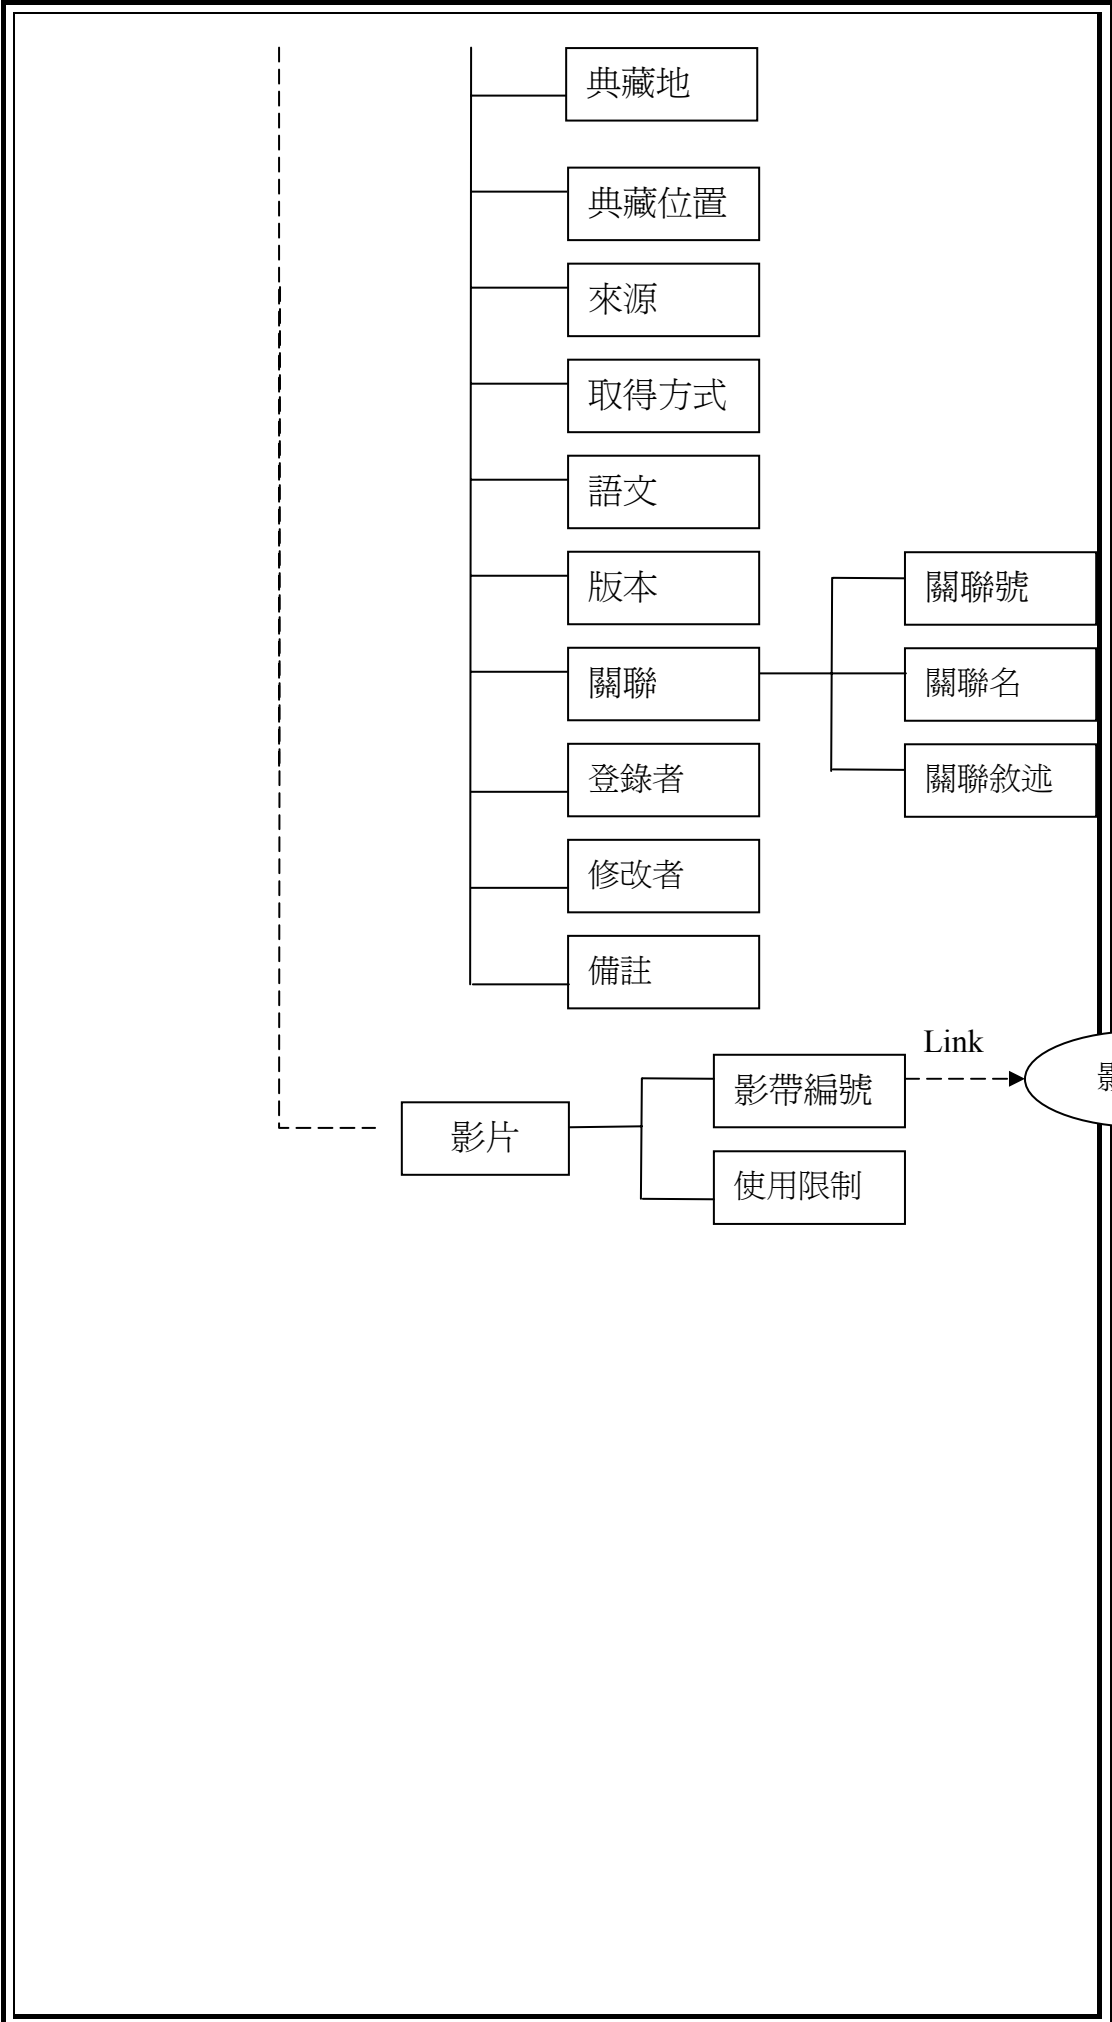 典藏地
典藏位置
來源
取得方式
語文
版本
關聯號
關聯
關聯名
登錄者
關聯敘述
修改者
備註
Link
影帶編號
影片
使用限制